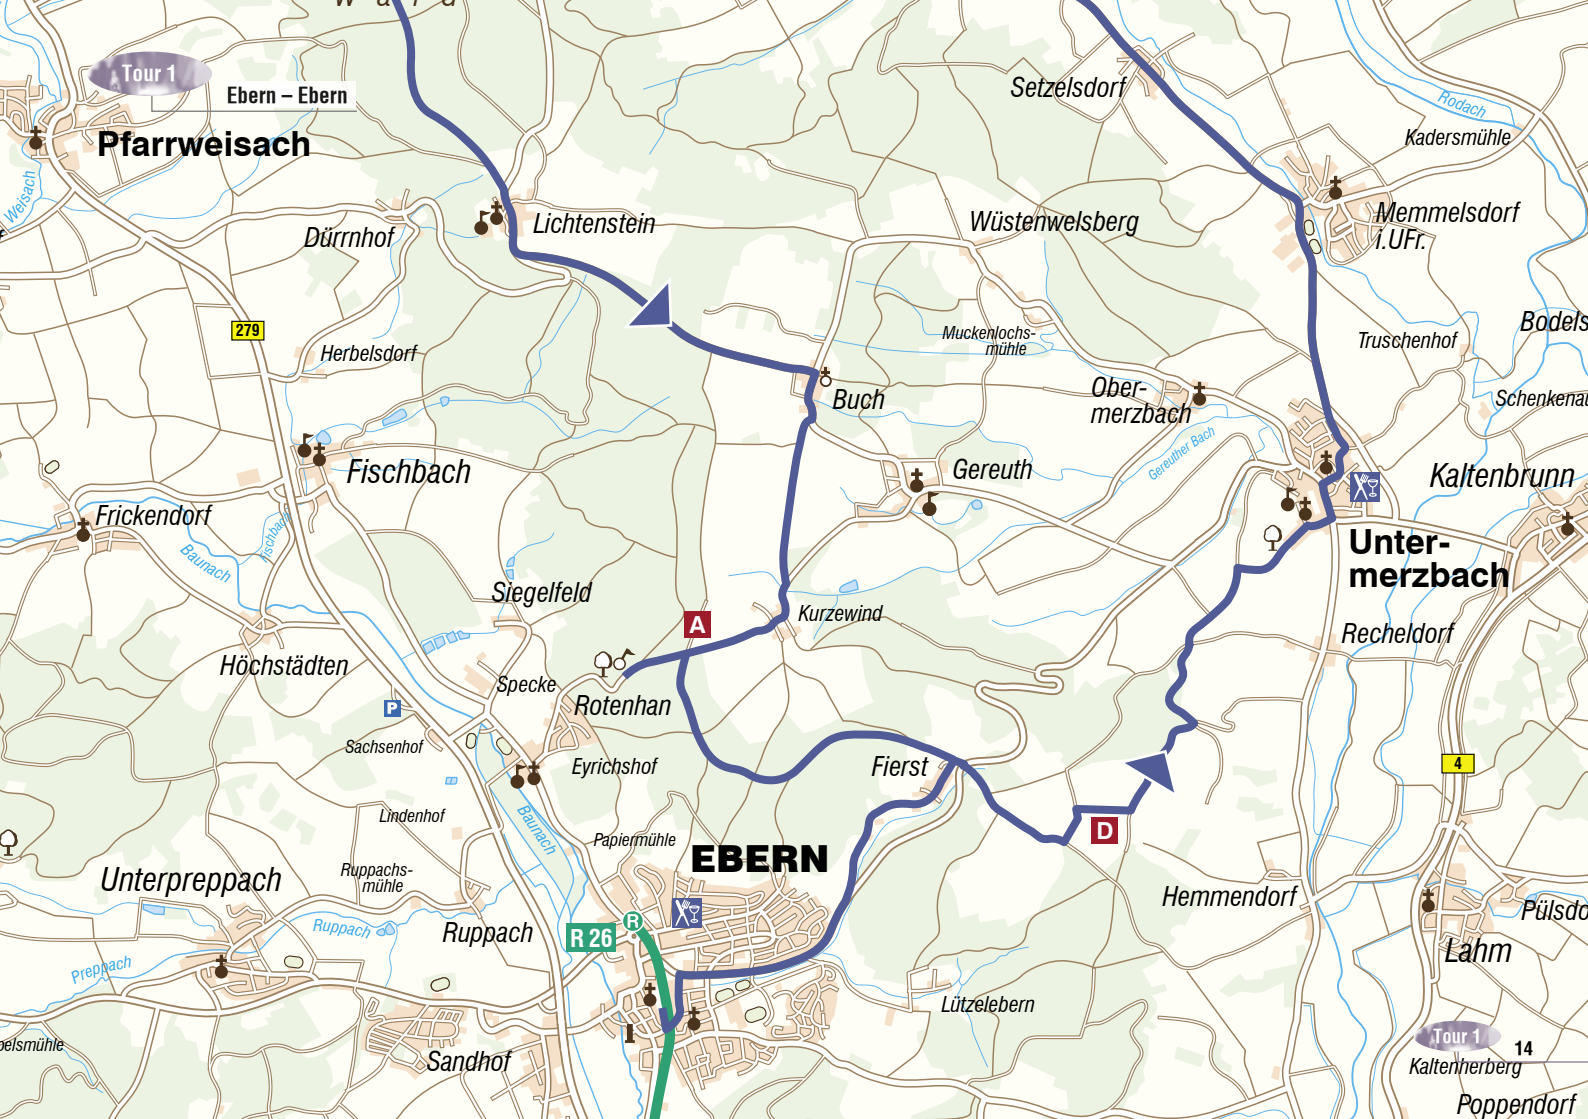 W a l d
Tour 1
Ebern – Ebern
Pfarrweisach
Weisach
Setzelsdorf
Rodach
Kadersmühle
Memmelsdorf
i.UFr.
Wüstenwelsberg
Lichtenstein
Dürrnhof
279
Herbelsdorf
Muckenlochs-
mühle
Truschenhof
Bodels
Schenkenau
Ober-
merzbach
Buch
Gereuther Bach
Gereuth
Fischbach
Kaltenbrunn
Frickendorf
Fischbach
Baunach
Unter-
merzbach
Siegelfeld
Kurzewind
A
Recheldorf
Höchstädten
Specke
Rotenhan
P
Sachsenhof
Eyrichshof
Fierst
4
Lindenhof
Baunach
Papiermühle
D
EBERN
Ruppachs-
mühle
Unterpreppach
Hemmendorf
Pülsdo
Ruppach
Ruppach
R 26
R
Lahm
Preppach
Lützelebern
pelsmühle
Sandhof
Tour 1
14
Kaltenherberg
Poppendorf